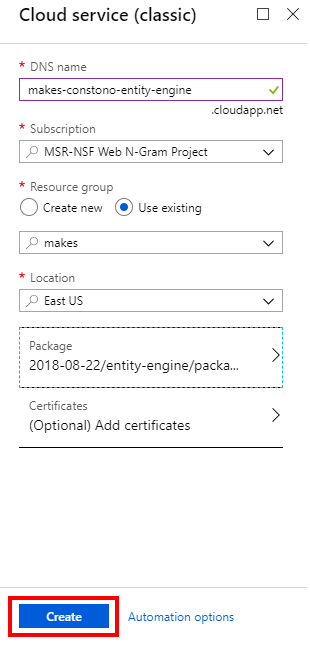 Cloud service (classic)
* DNS name
makes-constono-entity-engine
.cloudapp.net
* Subscription
MSR-NSF Web N-Gram Project
* Resource group
Create new Use existing
makes
* Location
East US
Package
2018-08-22/entity-engine/packa...
Certificates
(Optional) Add certificates
Create Automation options